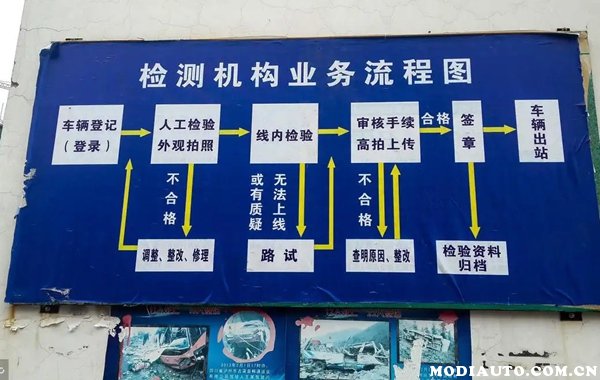 检测机构业务流程图
车辆登记
（登录）
人工检验
外观拍照
线内检验
审核手续
高拍上传
合格
签章
车辆出站
不合格
无法上线
或有质疑
不合格
调整、整改、修理
路试
查明原因、整改
检验资料
归档
MODIAUTO.COM.CN